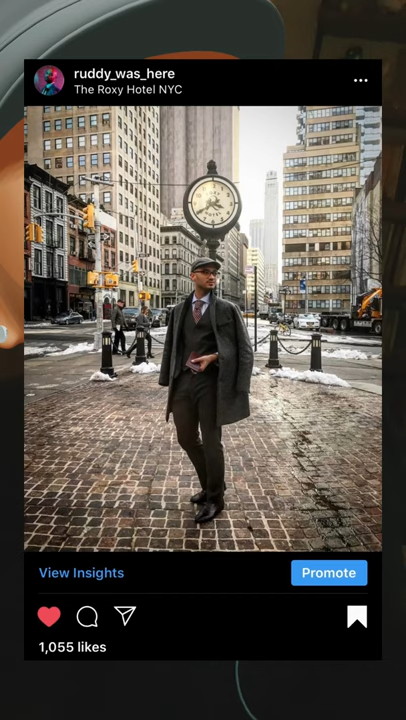 ruddy_was_here
The Roxy Hotel NYC
View Insights
Promote
1,055 likes